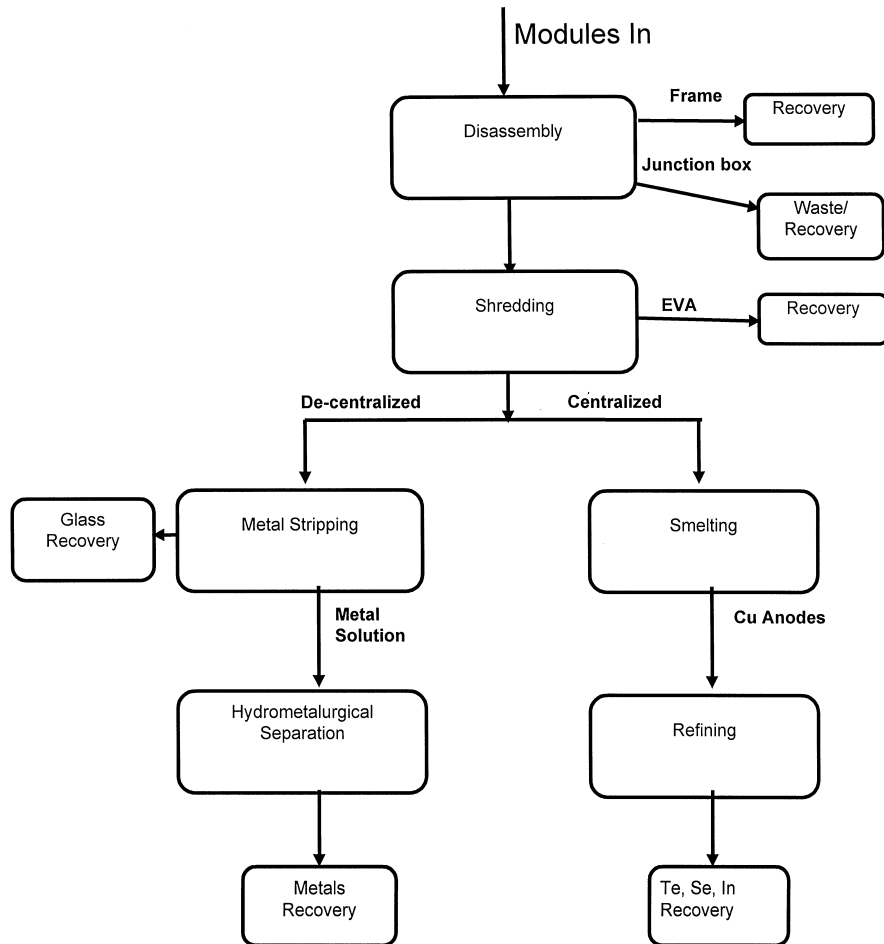 Modules In
Frame
Recovery
Disassembly
Junction box
Waste/
Recovery
Shredding
EVA
Recovery
De-centralized
Centralized
Glass
Recovery
Metal Stripping
Smelting
Metal
Solution
Cu Anodes
Hydrometalurgical
Separation
Refining
Metals
Recovery
Te, Se, In
Recovery